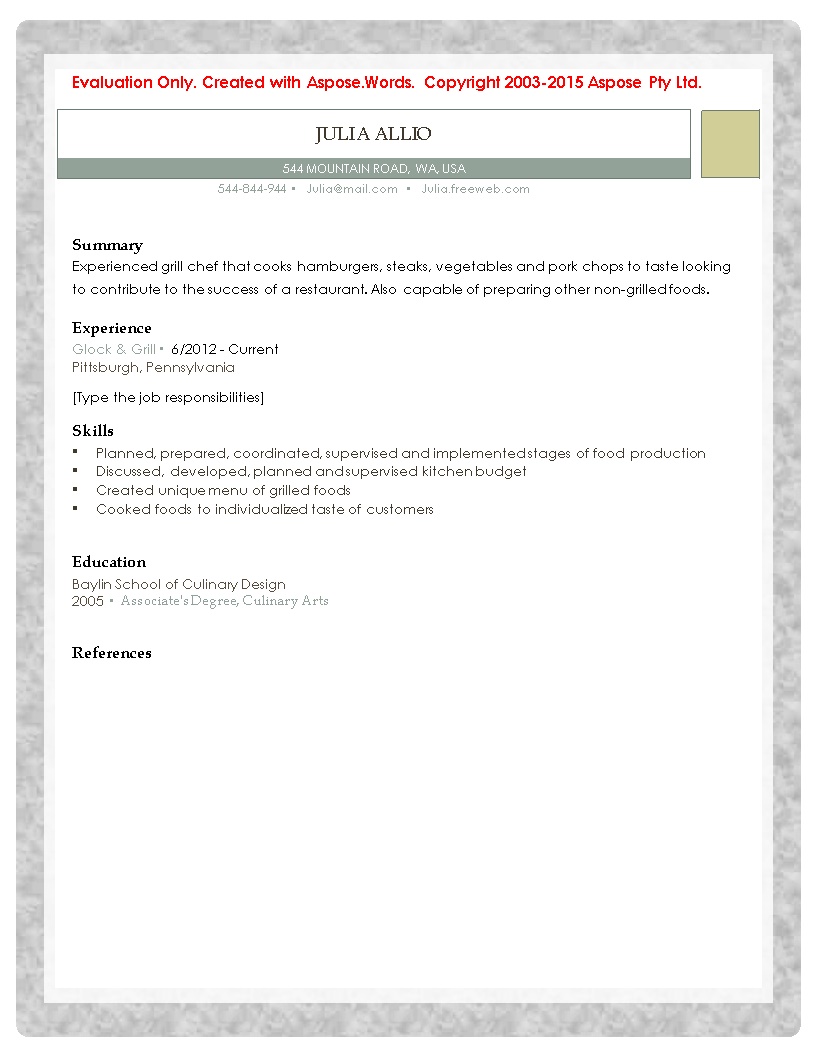 Evaluation Only. Created with Aspose.Words. Copyright 2003-2015 Aspose Pty Ltd.
JULIA ALLIO
544 MOUNTAIN ROAD, WA, USA
544-844-944 ▪ Julia@mail.com ▪ Julia.freeweb.com
Summary
Experienced grill chef that cooks hamburgers, steaks, vegetables and pork chops to taste looking
to contribute to the success of a restaurant. Also capable of preparing other non-grilled foods.
Experience
Glock & Grill ▪ 6/2012 - Current
Pittsburgh, Pennsylvania
[Type the job responsibilities]
Skills
▪ Planned, prepared, coordinated, supervised and implemented stages of food production
▪ Discussed, developed, planned and supervised kitchen budget
▪ Created unique menu of grilled foods
▪ Cooked foods to individualized taste of customers
Education
Baylin School of Culinary Design
2005 ▪ Associate's Degree, Culinary Arts
References